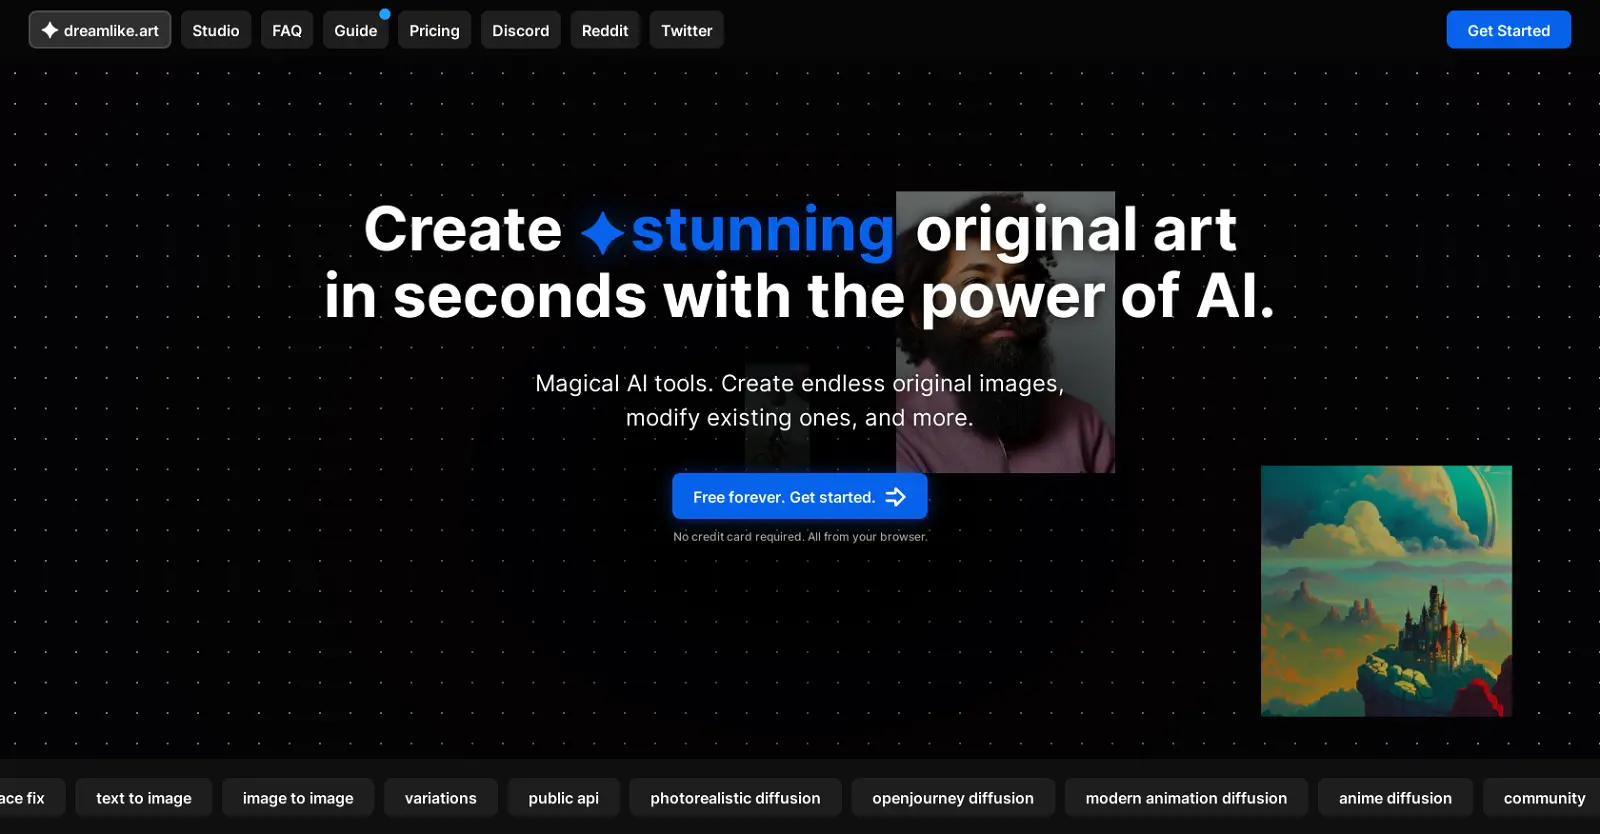 dreamlike.art
Studio
FAQ
Guide
Pricing
Discord
Reddit
Twitter
Get Started
Create stunning original art
in seconds with the power of AI.
Magical AI tools. Create endless original images,
modify existing ones, and more.
Free forever. Get started.
No credit card required. All from your browser.
ace fix
text to image
image to image
variations
public api
photorealistic diffusion
openjourney diffusion
modern animation diffusion
anime diffusion
community